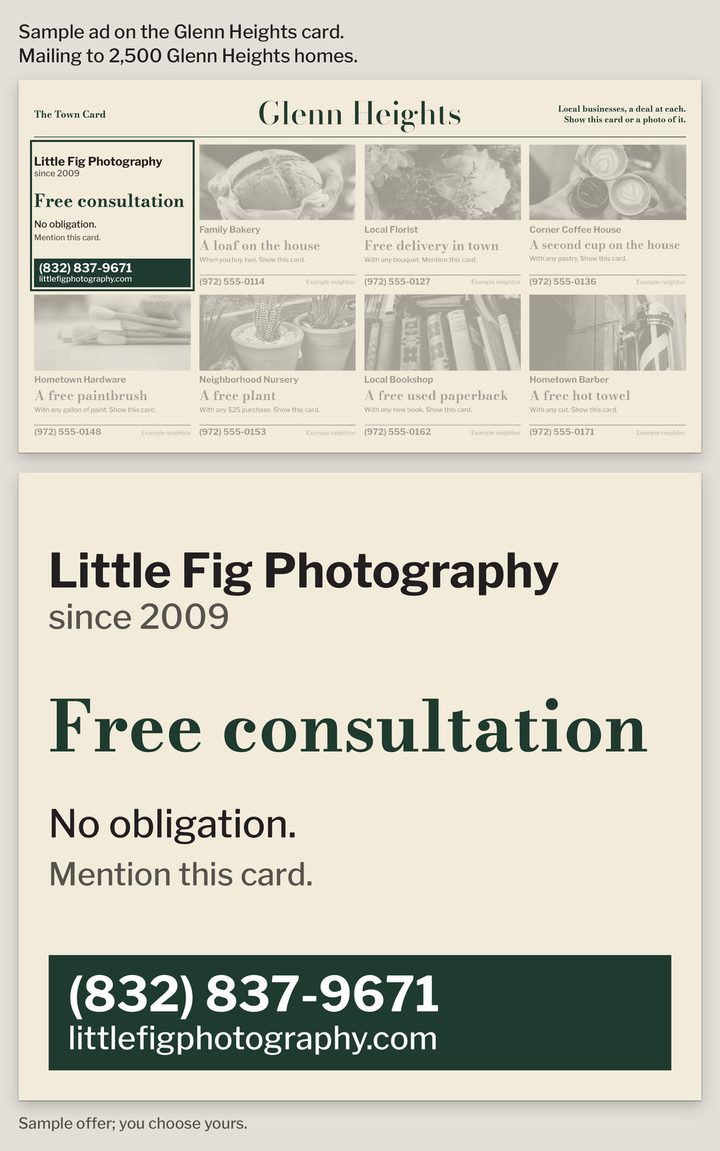 Sample ad on the Glenn Heights card.
Mailing to 2,500 Glenn Heights homes.
The Town Card
Glenn Heights
Local businesses, a deal at each.
Show this card or a photo of it.
Little Fig Photography
since 2009
Free consultation
No obligation.
Mention this card.
(832) 837-9671
littlefigphotography.com
Family Bakery
A loaf on the house
When you buy two. Show this card.
(972) 555-0114
Example neighbor
Local Florist
Free delivery in town
With any bouquet. Mention this card.
(972) 555-0127
Example neighbor
Corner Coffee House
A second cup on the house
With any pastry. Show this card.
(972) 555-0136
Example neighbor
Hometown Hardware
A free paintbrush
With any gallon of paint. Show this card.
(972) 555-0148
Example neighbor
Neighborhood Nursery
A free plant
With any $25 purchase. Show this card.
(972) 555-0153
Example neighbor
Local Bookshop
A free used paperback
With any new book. Show this card.
(972) 555-0162
Example neighbor
Hometown Barber
A free hot towel
With any cut. Show this card.
(972) 555-0171
Example neighbor
Little Fig Photography
since 2009
Free consultation
No obligation.
Mention this card.
(832) 837-9671
littlefigphotography.com
Sample offer; you choose yours.